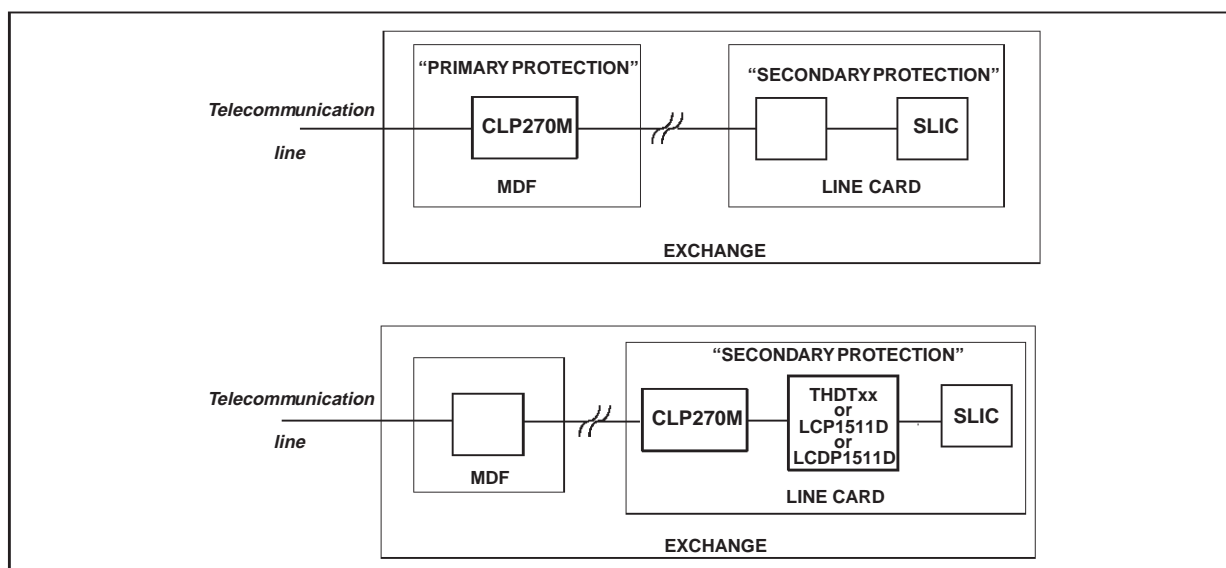 “PRIMARY PROTECTION”
“SECONDARY PROTECTION”
Telecommunication
line
CLP270M
SLIC
MDF
LINE CARD
EXCHANGE
“SECONDARY PROTECTION”
Telecommunication
line
CLP270M
THDTxx
or
LCP1511D
or
LCDP1511D
SLIC
MDF
LINE CARD
EXCHANGE